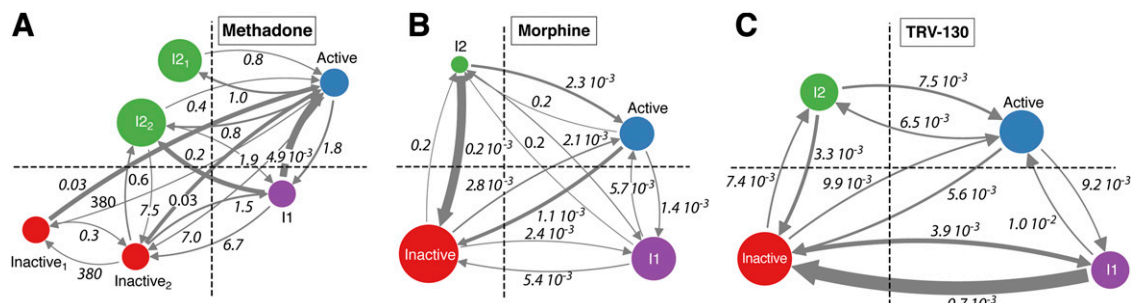 A
Methadone
I2₁
0.8
Active
0.4
1.0
I2₂
0.8
0.2
1.9
4.9 10⁻³
1.8
0.03
0.6
380
7.5
0.03
I1
1.5
0.3
7.0
6.7
Inactive₁
380
Inactive₂
B
Morphine
I2
2.3 10⁻³
0.2
Active
0.2
0.2 10⁻³
0.2
2.1 10⁻³
2.8 10⁻³
5.7 10⁻³
1.4 10⁻³
1.1 10⁻³
Inactive
2.4 10⁻³
I1
5.4 10⁻³
C
TRV-130
I2
7.5 10⁻³
Active
6.5 10⁻³
3.3 10⁻³
7.4 10⁻³
9.9 10⁻³
5.6 10⁻³
9.2 10⁻³
1.0 10⁻²
Inactive
3.9 10⁻³
I1